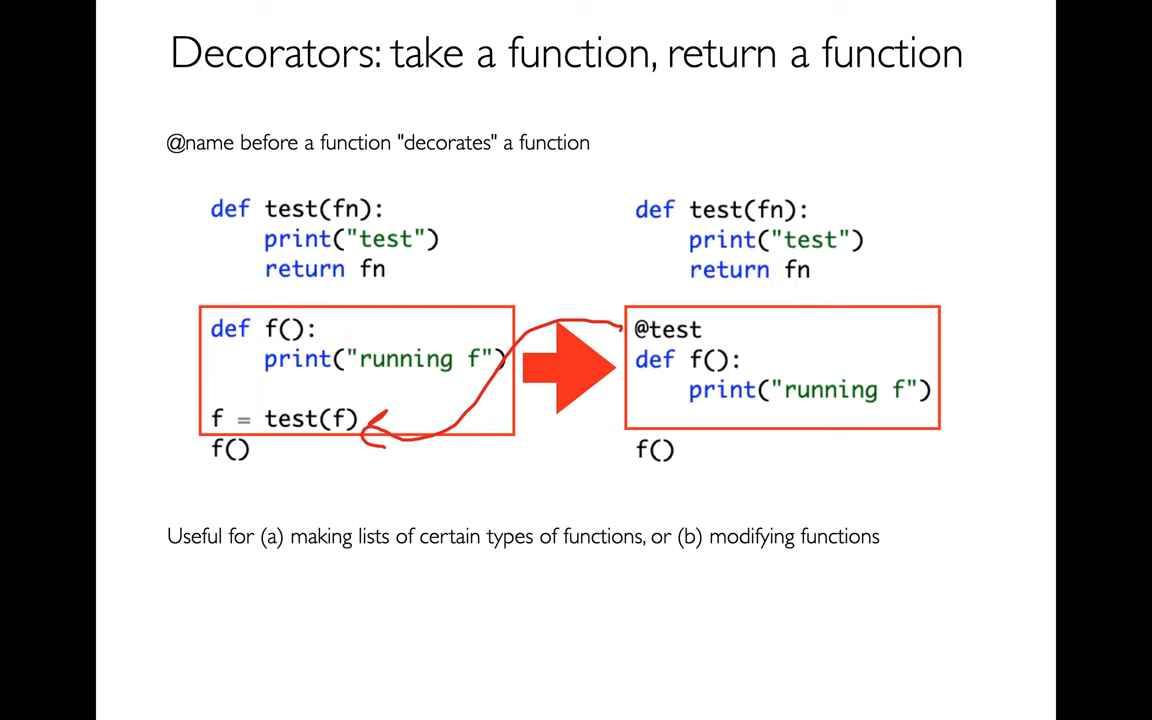 Decorators: take a function, return a function
@name before a function "decorates" a function
def test(fn):
    print("test")
    return fn
def f():
    print("running f")
f = test(f)
f()
def test(fn):
    print("test")
    return fn
@test
def f():
    print("running f")
f()
Useful for (a) making lists of certain types of functions, or (b) modifying functions